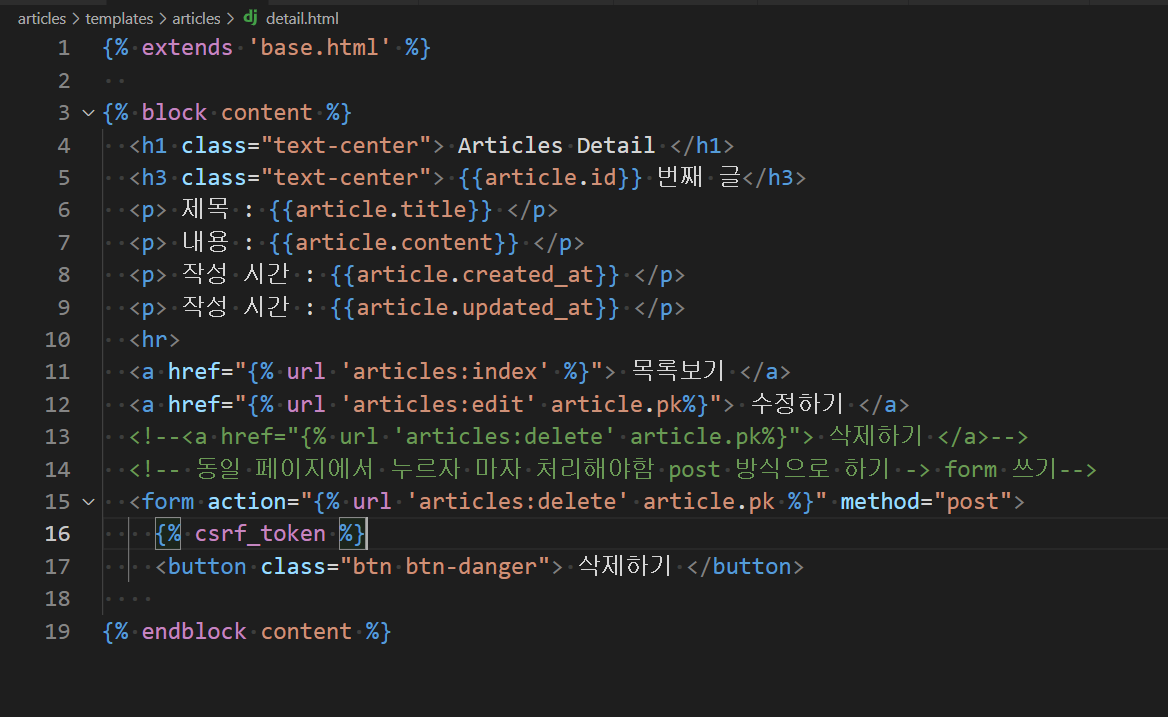 articles > templates > articles > dj detail.html
1 {% extends 'base.html' %}
2
3 {% block content %}
4 <h1 class="text-center"> Articles Detail </h1>
5 <h3 class="text-center"> {{article.id}} 번째 글</h3>
6 <p> 제목 : {{article.title}} </p>
7 <p> 내용 : {{article.content}} </p>
8 <p> 작성 시간 : {{article.created_at}} </p>
9 <p> 작성 시간 : {{article.updated_at}} </p>
10 <hr>
11 <a href="{% url 'articles:index' %}"> 목록보기 </a>
12 <a href="{% url 'articles:edit' article.pk%}"> 수정하기 </a>
13 <!--<a href="{% url 'articles:delete' article.pk%}"> 삭제하기 </a>-->
14 <!-- 동일 페이지에서 누르자 마자 처리해야함 post 방식으로 하기 -> form 쓰기-->
15 <form action="{% url 'articles:delete' article.pk %}" method="post">
16 {% csrf_token %}
17 <button class="btn btn-danger"> 삭제하기 </button>
18
19 {% endblock content %}